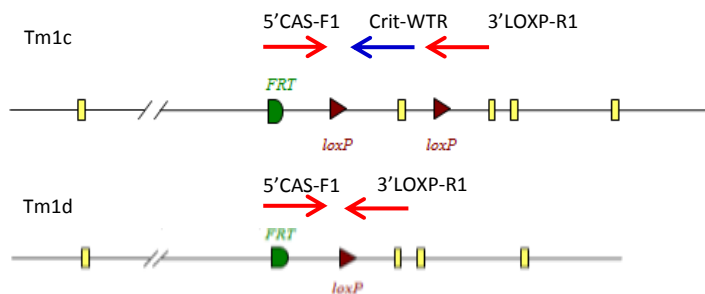 5'CAS-F1 Crit-WTR 3'LOXP-R1
Tm1c
FRT
loxP loxP
5'CAS-F1 3'LOXP-R1
Tm1d
FRT
loxP